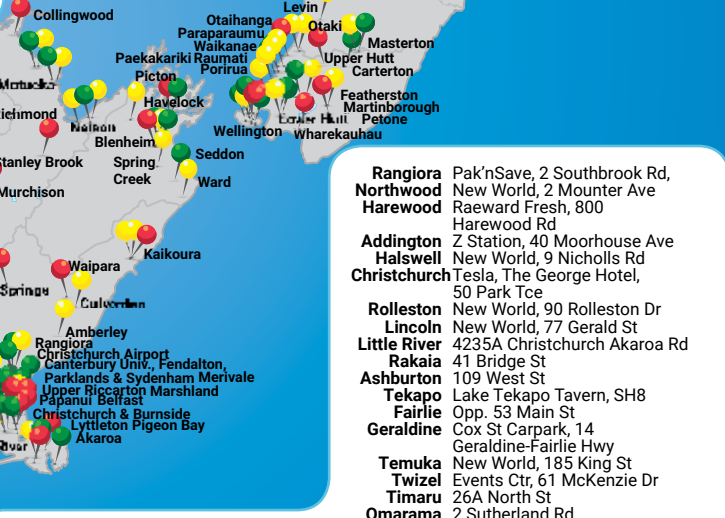 Collingwood
Levin
Otaihanga
Otaki
Paraparaumu
Waikanae
Masterton
Paekakariki Raumati
Upper Hutt
Porirua
Carterton
Picton
Havelock
Featherston
Martinborough
Petone
Wellington
Wharekauhau
Blenheim
Stanley Brook
Spring
Creek
Seddon
Murchison
Ward
Kaikoura
Waipara
Amberley
Rangiora
Christchurch Airport
Canterbury Univ., Fendalton,
Parklands & Sydenham Merivale
Upper Riccarton Marshland
Papanui Belfast
Christchurch & Burnside
Lyttleton Pigeon Bay
Akaroa
Rangiora Pak’nSave, 2 Southbrook Rd,
Northwood New World, 2 Mounter Ave
Harewood Raeward Fresh, 800
Harewood Rd
Addington Z Station, 40 Moorhouse Ave
Halswell New World, 9 Nicholls Rd
Christchurch Tesla, The George Hotel,
50 Park Tce
Rolleston New World, 90 Rolleston Dr
Lincoln New World, 77 Gerald St
Little River 4235A Christchurch Akaroa Rd
Rakaia 41 Bridge St
Ashburton 109 West St
Tekapo Lake Tekapo Tavern, SH8
Fairlie Opp. 53 Main St
Geraldine Cox St Carpark, 14
Geraldine-Fairlie Hwy
Temuka New World, 185 King St
Twizel Events Ctr, 61 McKenzie Dr
Timaru 26A North St
Omarama 2 Sutherland Rd